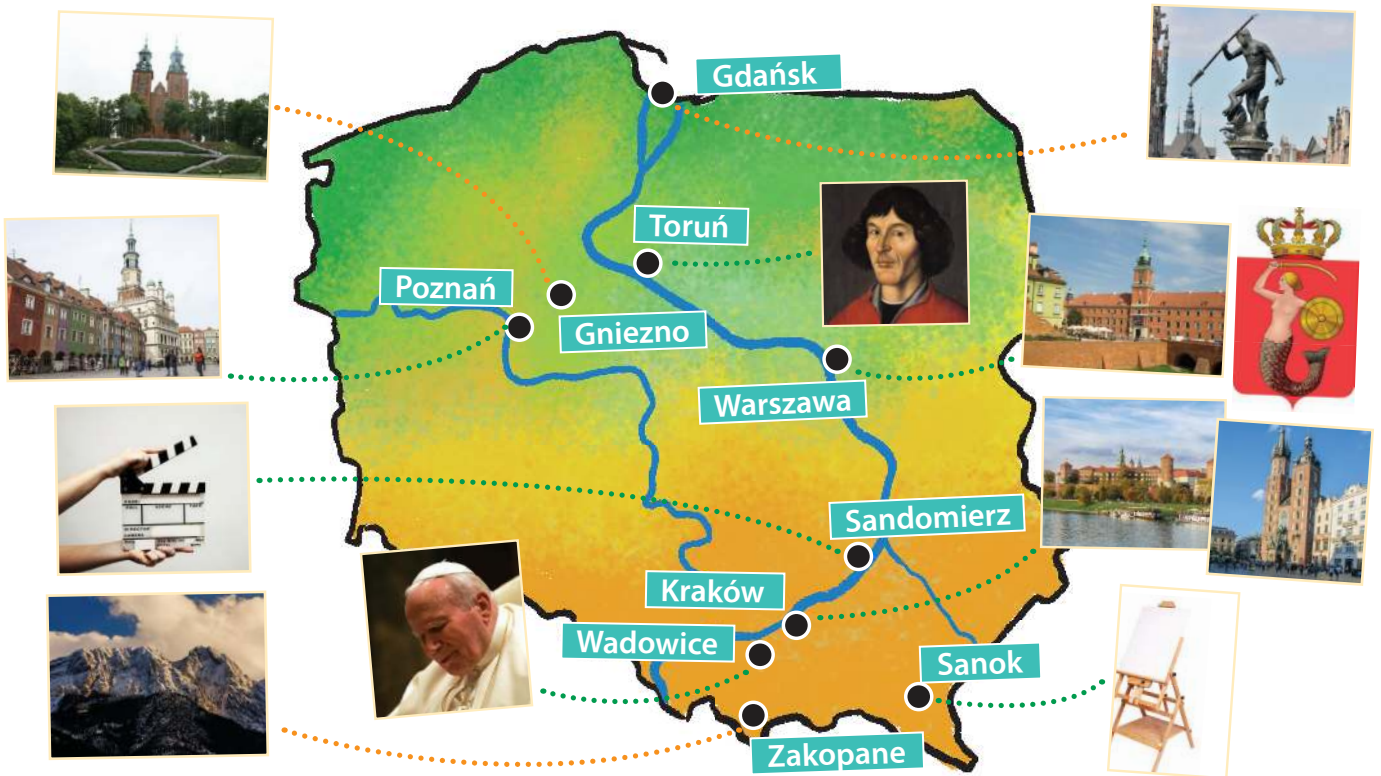 Gdańsk
Toruń
Poznań
Gniezno
Warszawa
Sandomierz
Kraków
Wadowice
Sanok
Zakopane